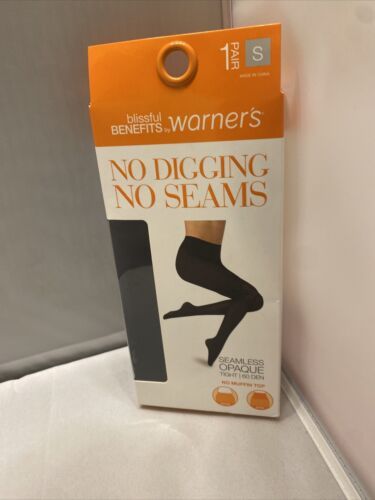 1
PAIR
S
MADE IN CHINA
blissful
BENEFITS by warner's
NO DIGGING
NO SEAMS
SEAMLESS
OPAQUE
TIGHT | 60 DEN
NO MUFFIN TOP